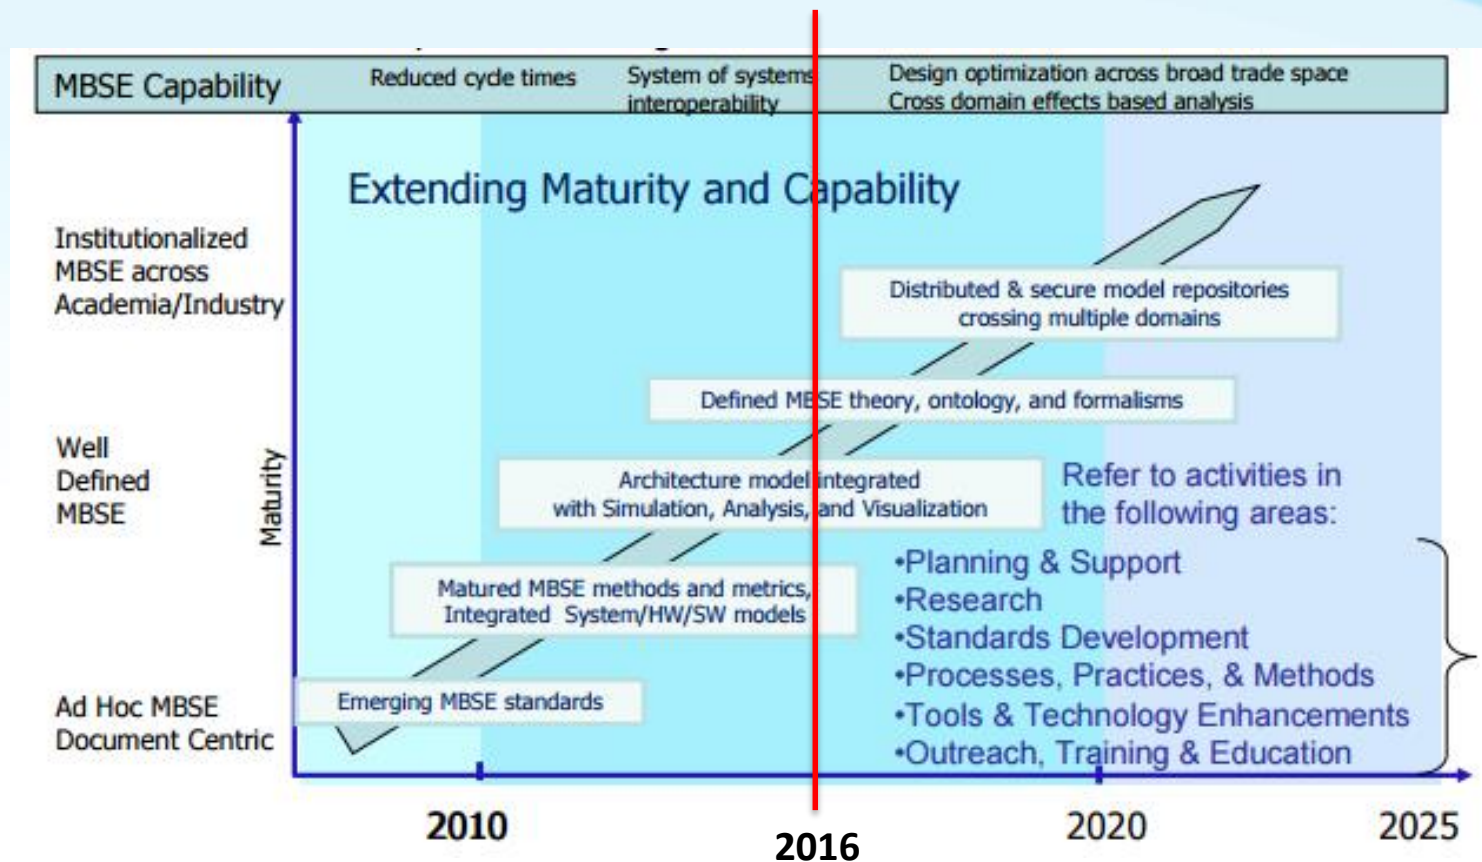 MBSE Capability
Reduced cycle times
System of systems
interoperability
Design optimization across broad trade space
Cross domain effects based analysis
Extending Maturity and Capability
Institutionalized
MBSE across
Academia/Industry
Well
Defined
MBSE
Ad Hoc MBSE
Document Centric
Maturity
Distributed & secure model repositories
crossing multiple domains
Defined MBSE theory, ontology, and formalisms
Architecture model integrated
with Simulation, Analysis, and Visualization
Matured MBSE methods and metrics,
Integrated System/HW/SW models
Emerging MBSE standards
Refer to activities in
the following areas:
•Planning & Support
•Research
•Standards Development
•Processes, Practices, & Methods
•Tools & Technology Enhancements
•Outreach, Training & Education
2010
2016
2020
2025